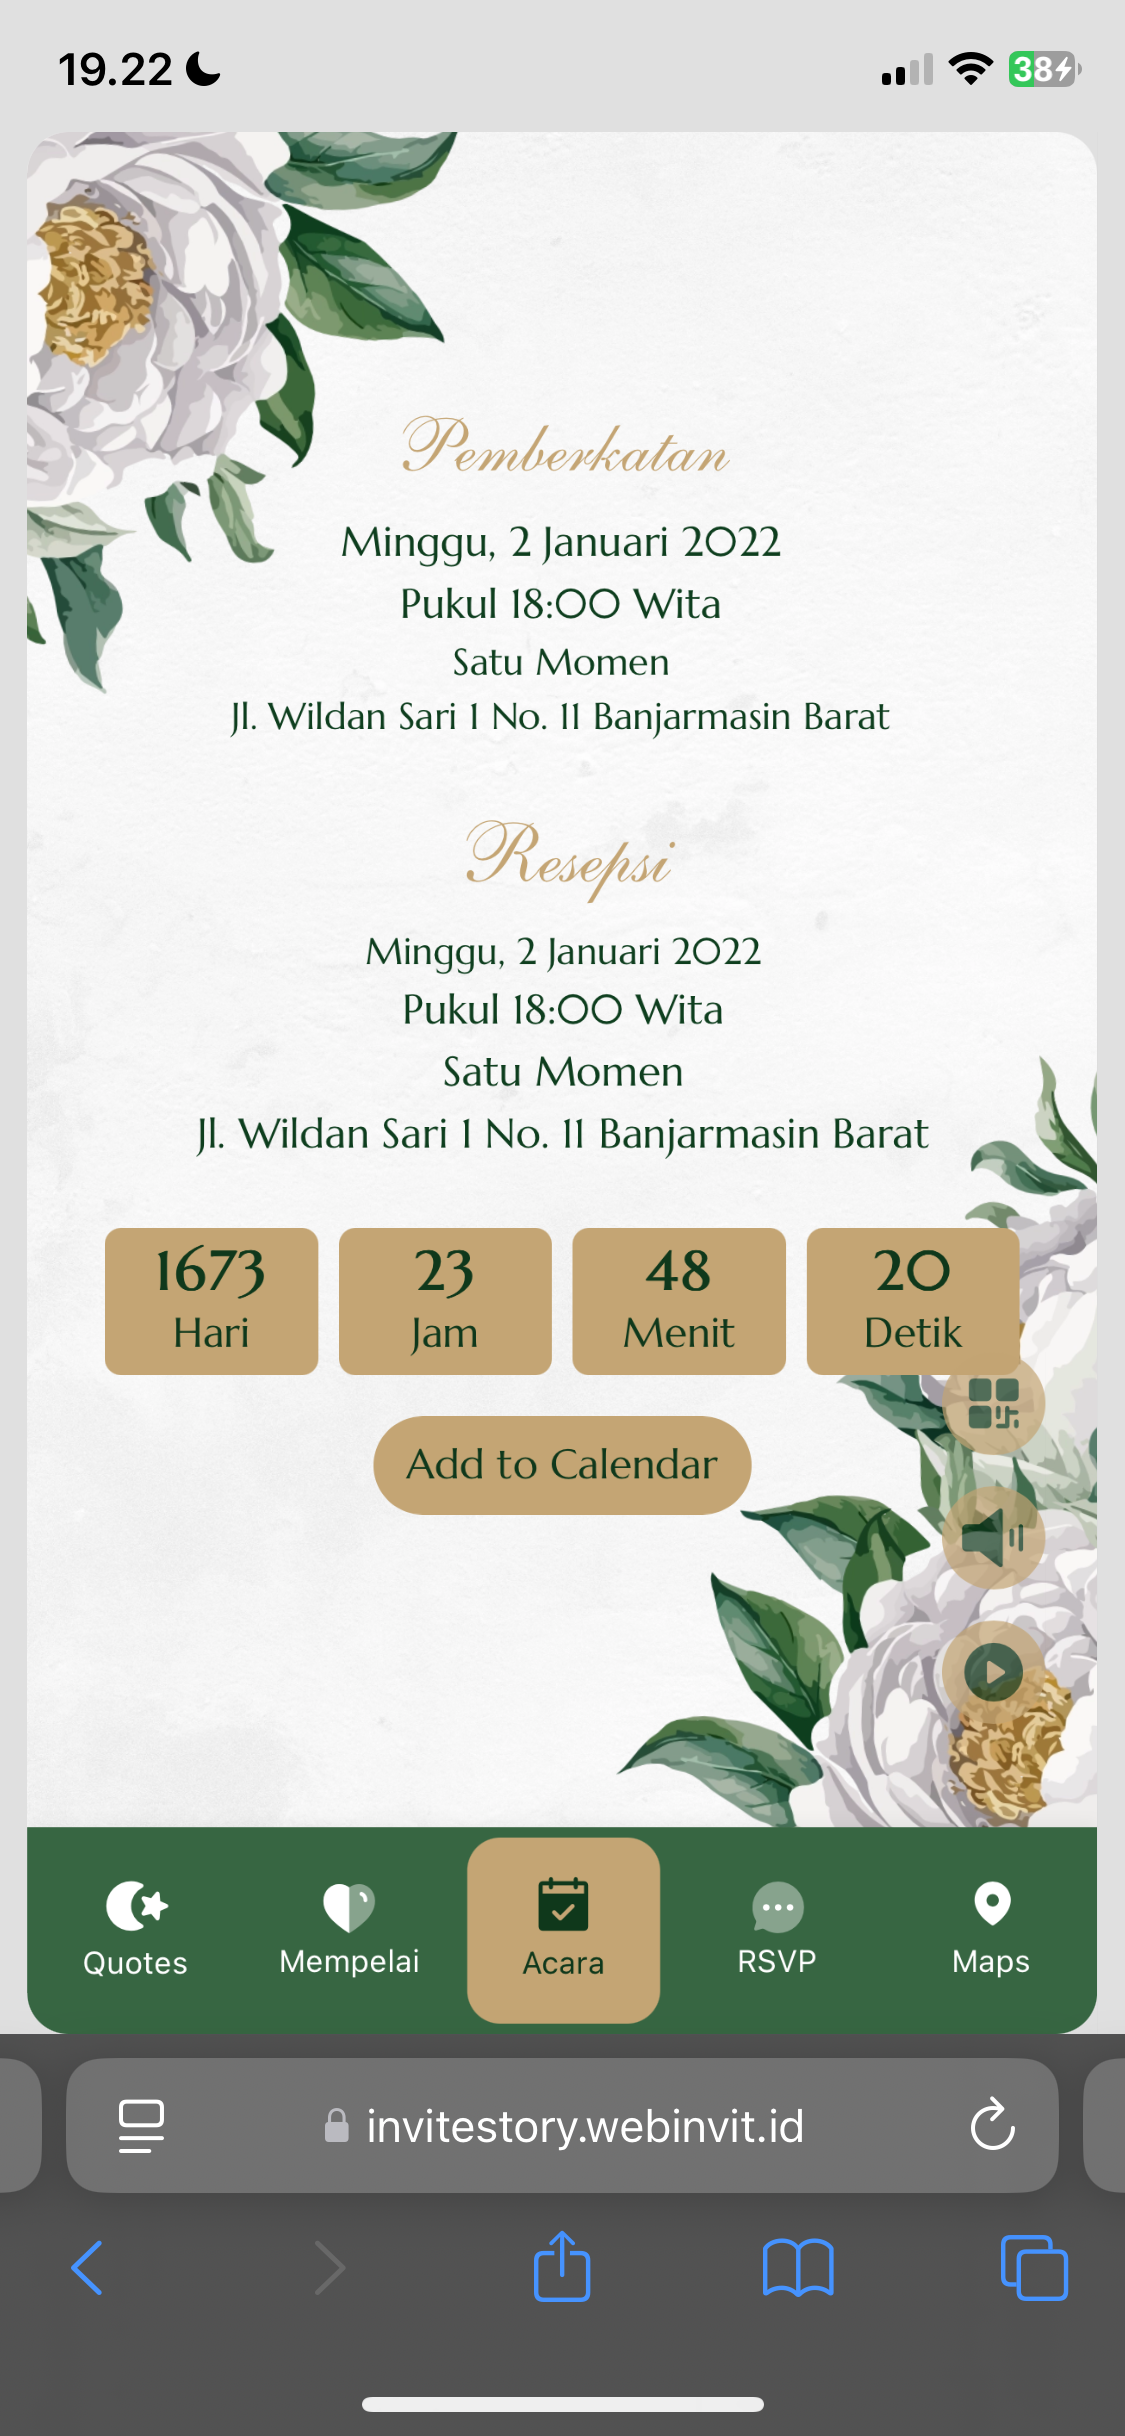 19.22
38
Pemberkatan
Minggu, 2 Januari 2022
Pukul 18:00 Wita
Satu Momen
Jl. Wildan Sari 1 No. 11 Banjarmasin Barat
Resepsi
Minggu, 2 Januari 2022
Pukul 18:00 Wita
Satu Momen
Jl. Wildan Sari 1 No. 11 Banjarmasin Barat
1673 23 48 20
Hari Jam Menit Detik
Add to Calendar
Quotes Mempelai Acara RSVP Maps
invitestory.webinvit.id